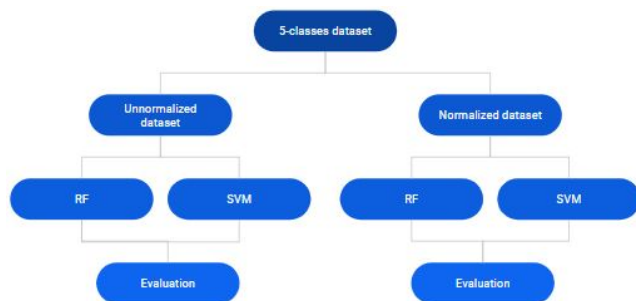 5-classes dataset
Unnormalized
dataset
Normalized dataset
RF
SVM
RF
SVM
Evaluation
Evaluation